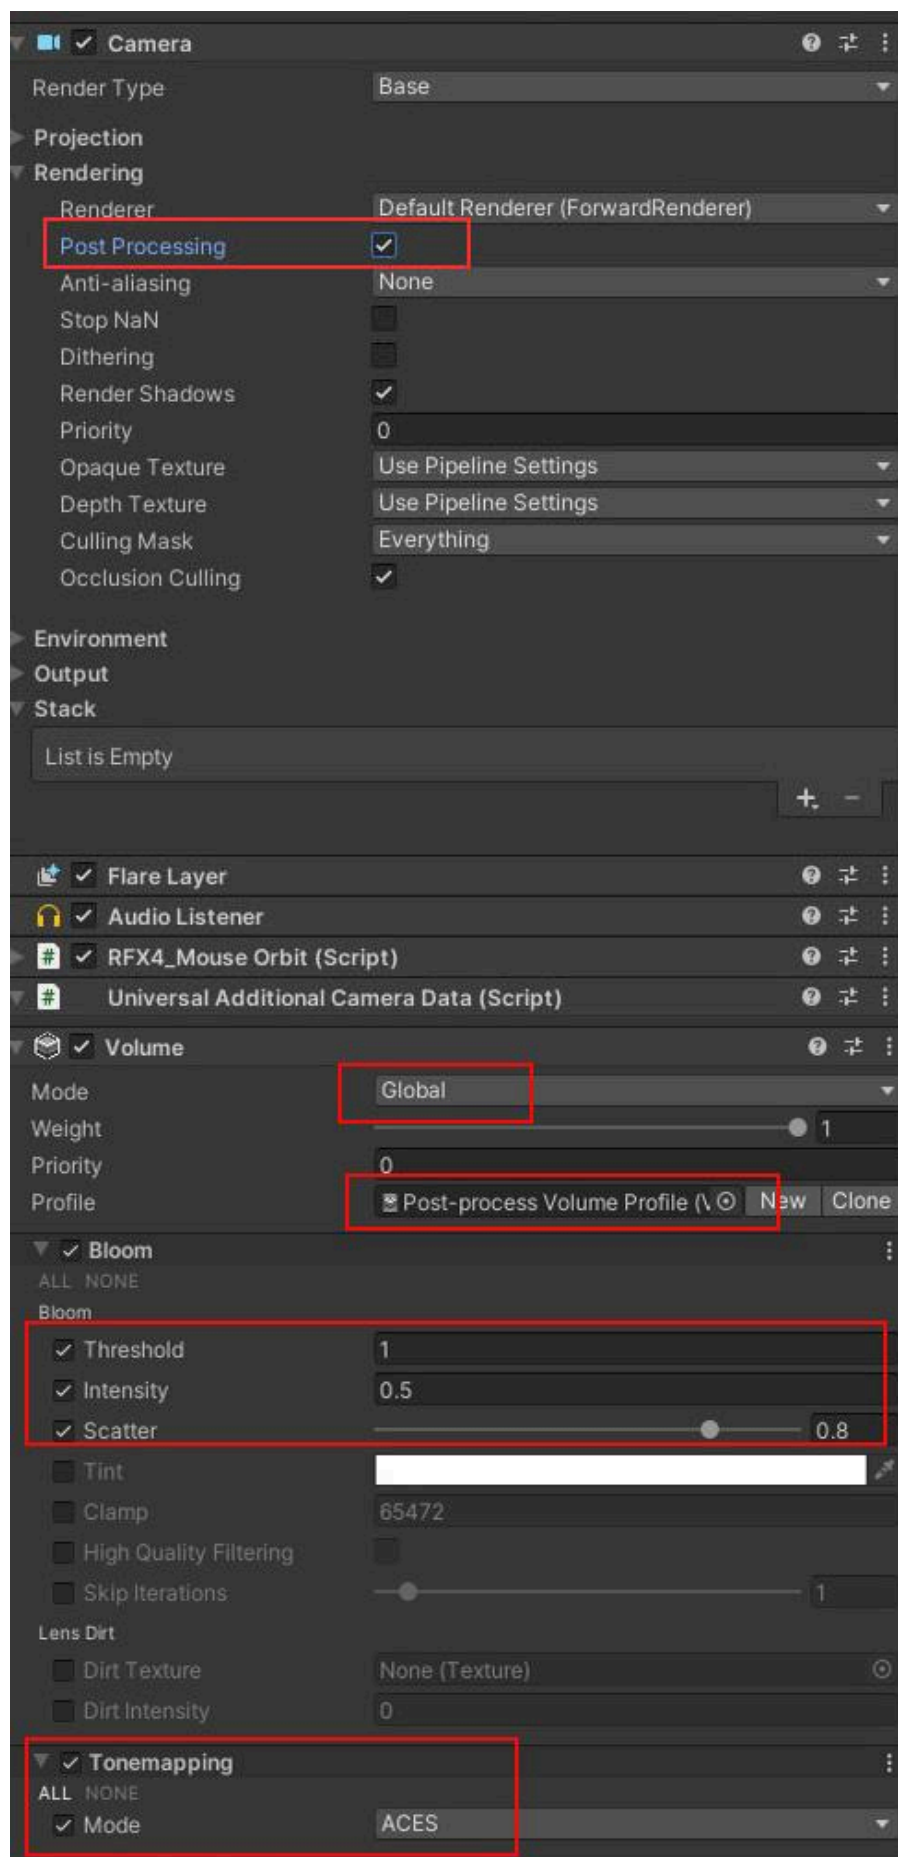 Camera
Render Type Base
Projection
Rendering
Renderer Default Renderer (ForwardRenderer)
Post Processing
Anti-aliasing None
Stop NaN
Dithering
Render Shadows
Priority 0
Opaque Texture Use Pipeline Settings
Depth Texture Use Pipeline Settings
Culling Mask Everything
Occlusion Culling
Environment
Output
Stack
List is Empty
Flare Layer
Audio Listener
# RFX4_Mouse Orbit (Script)
# Universal Additional Camera Data (Script)
Volume
Mode Global
Weight 1
Priority 0
Profile Post-process Volume Profile (V New Clone
Bloom
ALL NONE
Bloom
Threshold 1
Intensity 0.5
Scatter 0.8
Tint
Clamp 65472
High Quality Filtering
Skip Iterations 1
Lens Dirt
Dirt Texture None (Texture)
Dirt Intensity 0
Tonemapping
ALL NONE
Mode ACES